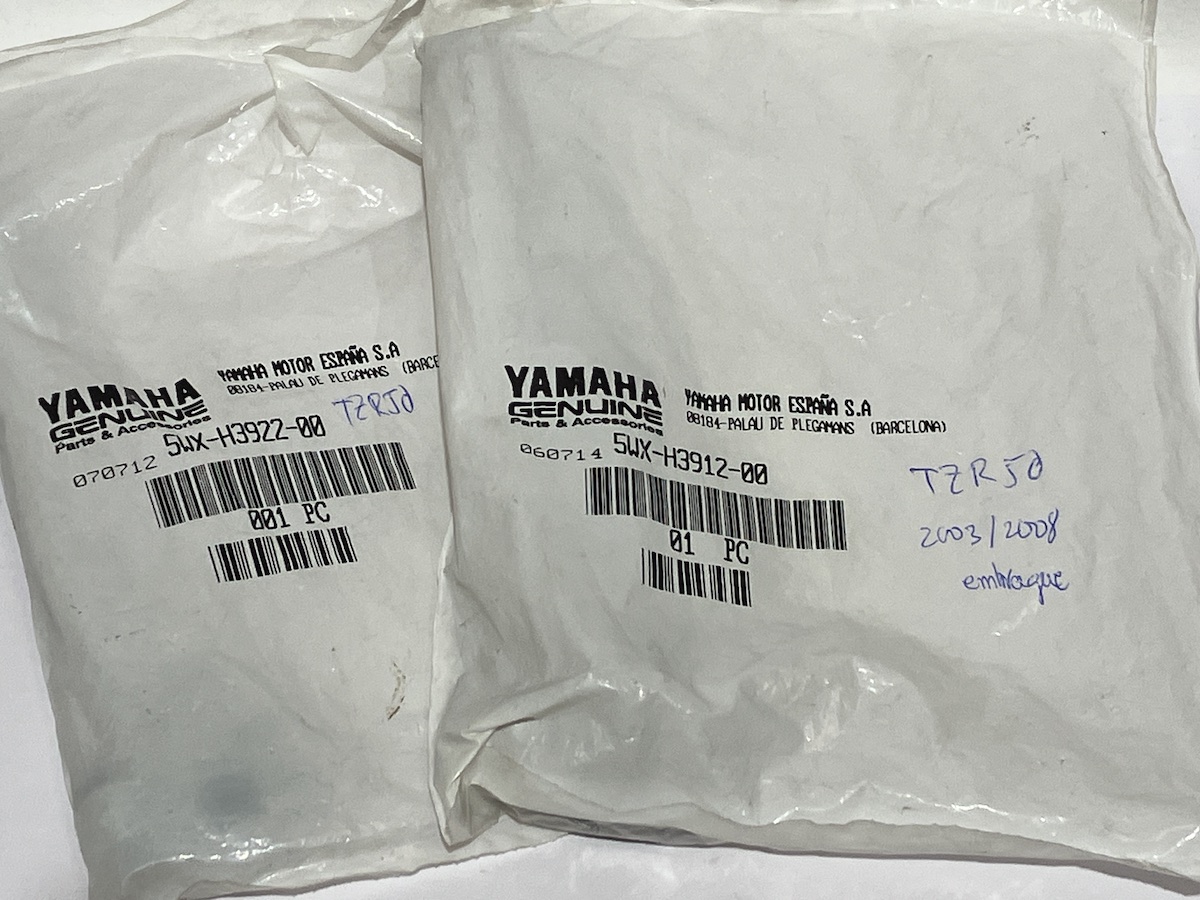 YAMAHA
GENUINE
Parts & Accessories
YAMAHA MOTOR ESPAÑA S.A
08184-PALAU DE PLEGAMANS (BARCE
TZR50
070712 5WX-H3922-00
001 PC
YAMAHA
GENUINE
Parts & Accessories
YAMAHA MOTOR ESPAÑA S.A
08184-PALAU DE PLEGAMANS (BARCELONA)
060714 5WX-H3912-00
01 PC
TZR50
2003/2008
embrague